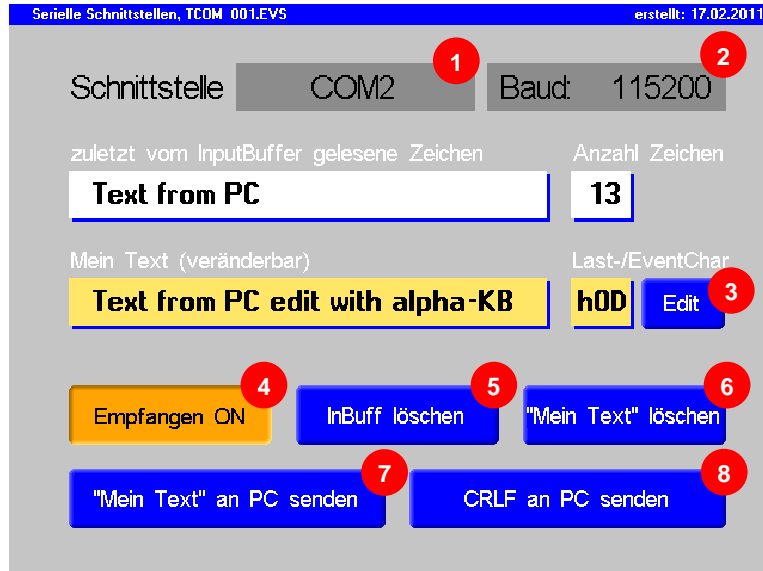 Serielle Schnittstellen, TCOM 001.EVS erstellt: 17.02.2011
1
2
Schnittstelle COM2 Baud: 115200
zuletzt vom InputBuffer gelesene Zeichen Anzahl Zeichen
Text from PC 13
Mein Text (veränderbar) Last-/EventChar
3
Text from PC edit with alpha-KB h0D Edit
4
5
6
Empfangen ON InBuff löschen "Mein Text" löschen
7
8
"Mein Text" an PC senden CRLF an PC senden